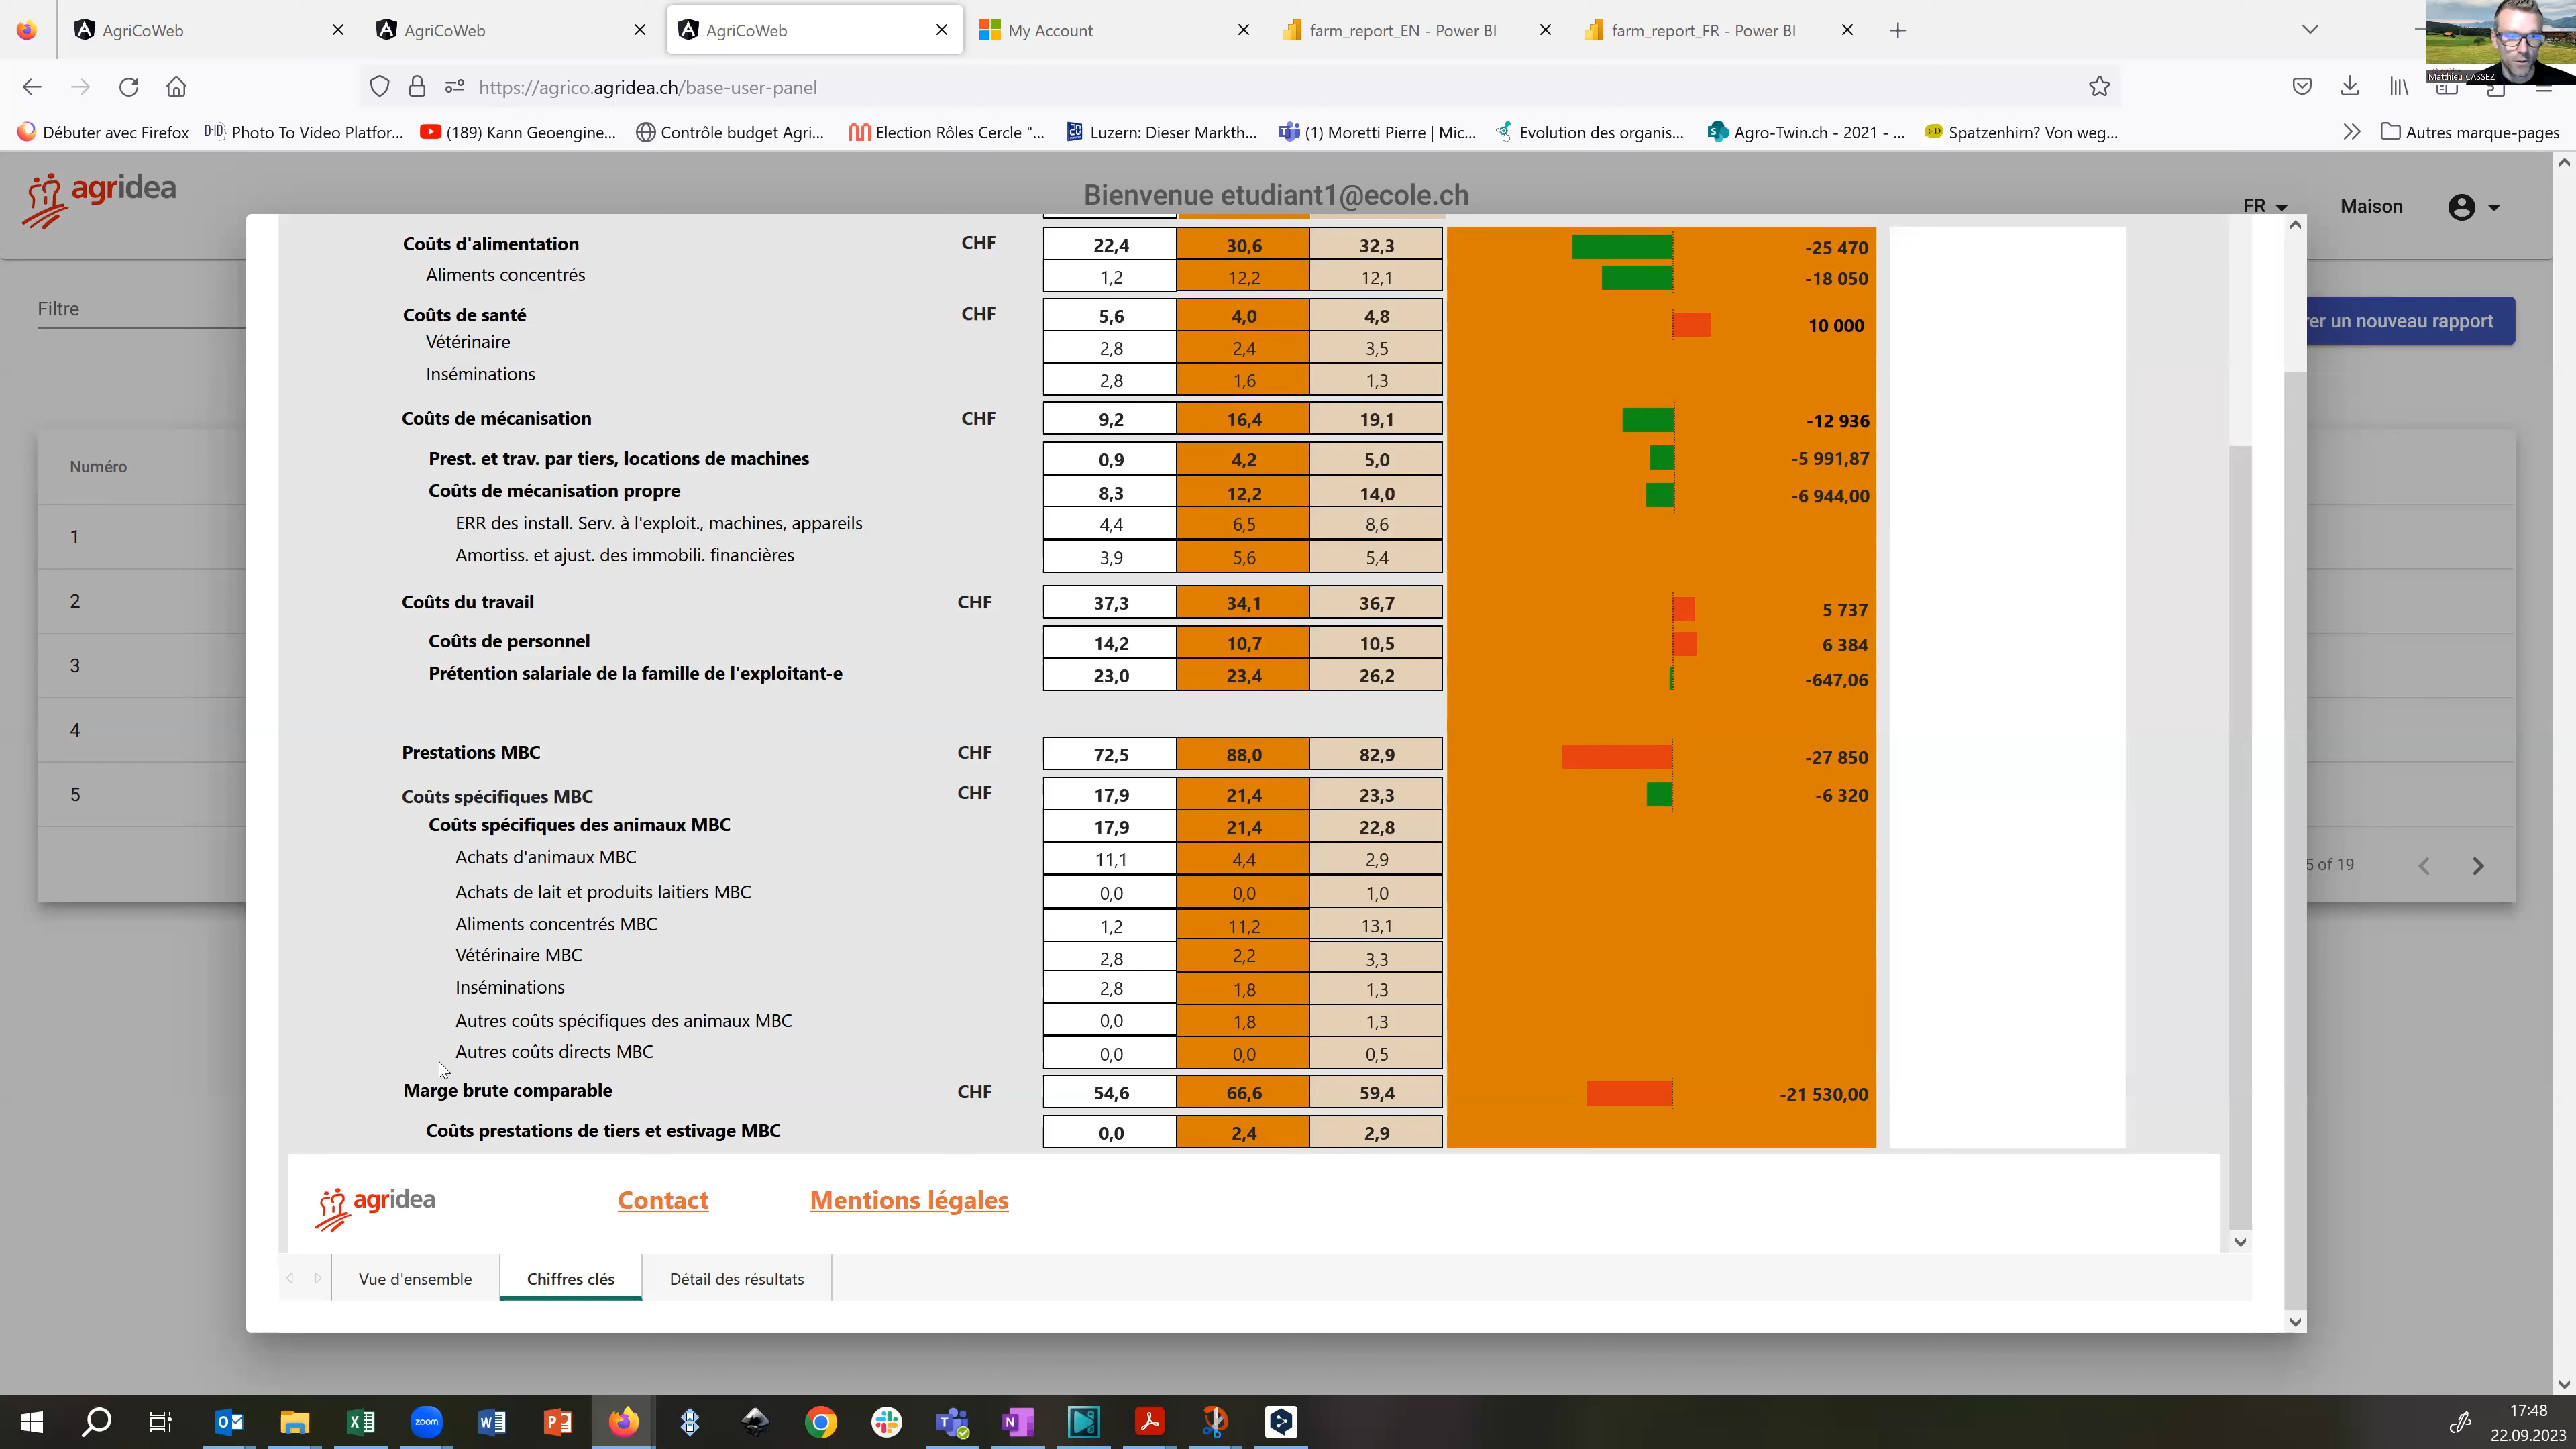 AgriCoWeb
AgriCoWeb
AgriCoWeb
My Account
farm_report_EN - Power BI
farm_report_FR - Power BI
Matthieu CASSEZ
https://agrico.agridea.ch/base-user-panel
Débuter avec Firefox
Photo To Video Platfor...
(189) Kann Geoengine...
Contrôle budget Agri...
Election Rôles Cercle "...
Luzern: Dieser Markth...
(1) Moretti Pierre | Mic...
Evolution des organis...
Agro-Twin.ch - 2021 - ...
Spatzenhirn? Von weg...
Autres marque-pages
agridea
Bienvenue etudiant1@ecole.ch
FR
Maison
Filtre
rer un nouveau rapport
Numéro
1
2
3
4
5
5 of 19
Coûts d'alimentation CHF 22,4 30,6 32,3 -25 470
Aliments concentrés 1,2 12,2 12,1 -18 050
Coûts de santé CHF 5,6 4,0 4,8 10 000
Vétérinaire 2,8 2,4 3,5
Inséminations 2,8 1,6 1,3
Coûts de mécanisation CHF 9,2 16,4 19,1 -12 936
Prest. et trav. par tiers, locations de machines 0,9 4,2 5,0 -5 991,87
Coûts de mécanisation propre 8,3 12,2 14,0 -6 944,00
ERR des install. Serv. à l'exploit., machines, appareils 4,4 6,5 8,6
Amortiss. et ajust. des immobili. financières 3,9 5,6 5,4
Coûts du travail CHF 37,3 34,1 36,7 5 737
Coûts de personnel 14,2 10,7 10,5 6 384
Prétention salariale de la famille de l'exploitant-e 23,0 23,4 26,2 -647,06
Prestations MBC CHF 72,5 88,0 82,9 -27 850
Coûts spécifiques MBC CHF 17,9 21,4 23,3 -6 320
Coûts spécifiques des animaux MBC 17,9 21,4 22,8
Achats d'animaux MBC 11,1 4,4 2,9
Achats de lait et produits laitiers MBC 0,0 0,0 1,0
Aliments concentrés MBC 1,2 11,2 13,1
Vétérinaire MBC 2,8 2,2 3,3
Inséminations 2,8 1,8 1,3
Autres coûts spécifiques des animaux MBC 0,0 1,8 1,3
Autres coûts directs MBC 0,0 0,0 0,5
Marge brute comparable CHF 54,6 66,6 59,4 -21 530,00
Coûts prestations de tiers et estivage MBC 0,0 2,4 2,9
agridea
Contact
Mentions légales
Vue d'ensemble
Chiffres clés
Détail des résultats
zoom
17:48
22.09.2023